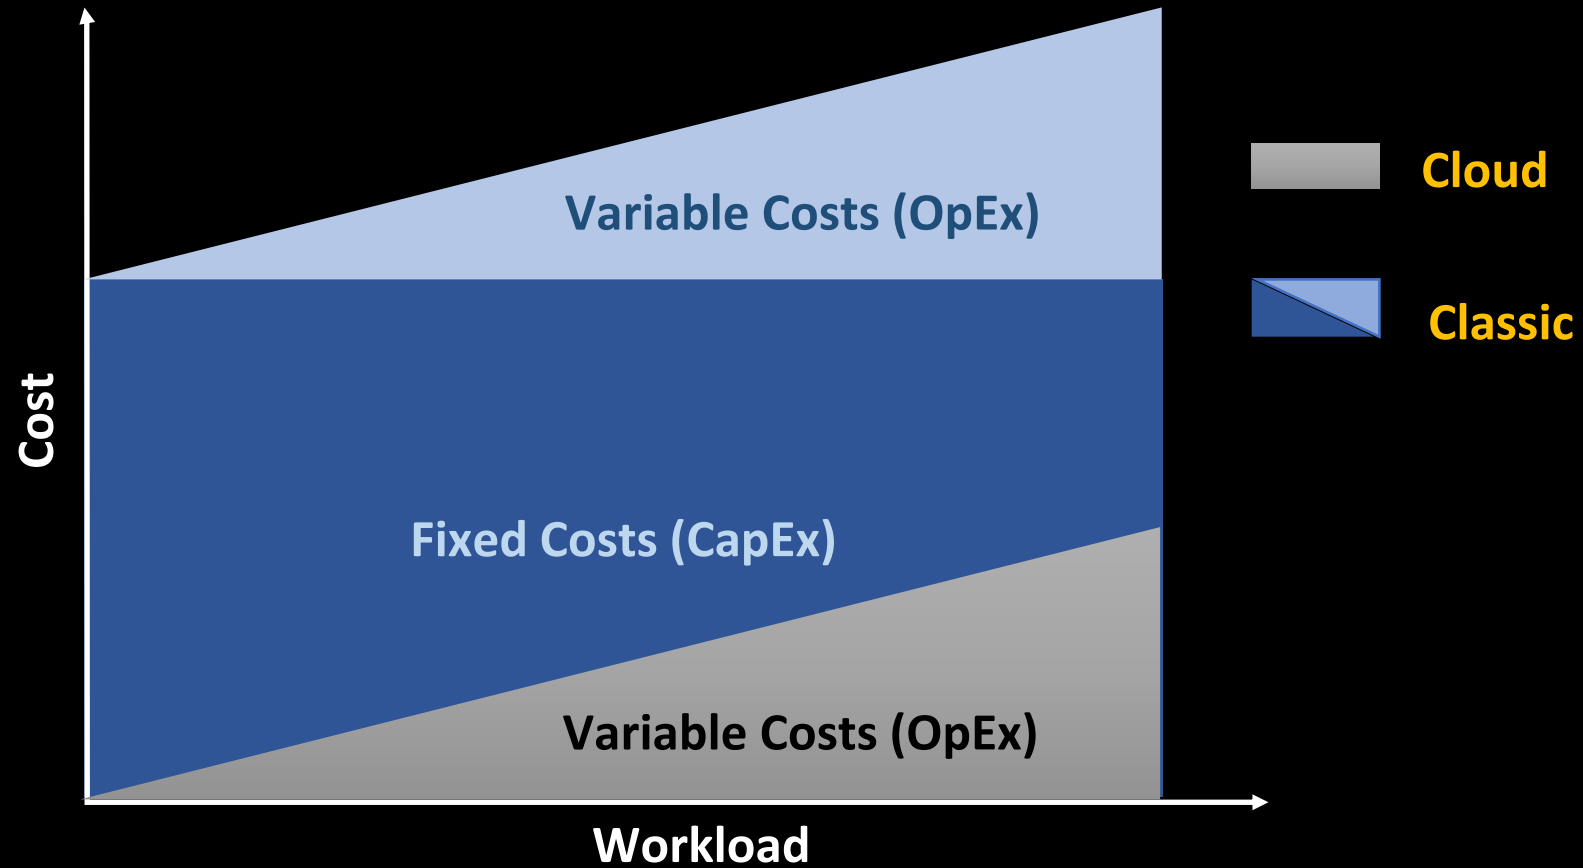 Variable Costs (OpEx)
Cloud
Classic
Cost
Fixed Costs (CapEx)
Variable Costs (OpEx)
Workload